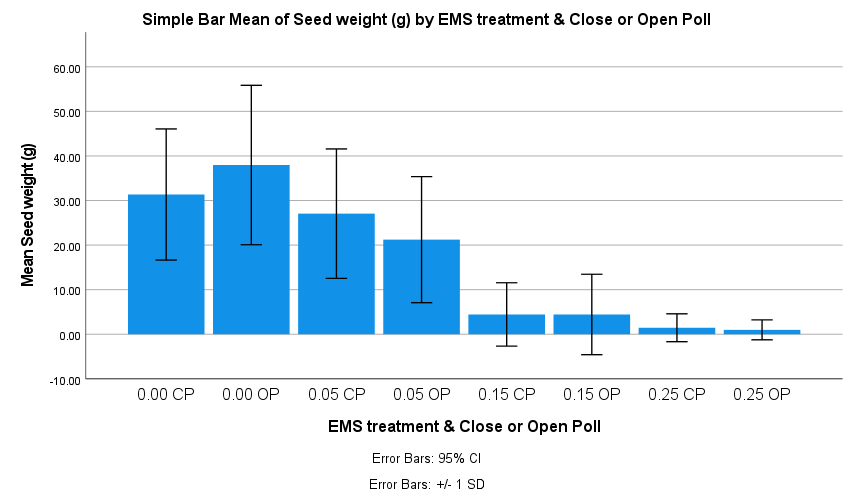 Simple Bar Mean of Seed weight (g) by EMS treatment & Close or Open Poll
Mean Seed weight (g)
60.00
50.00
40.00
30.00
20.00
10.00
0.00
-10.00
0.00 CP 0.00 OP 0.05 CP 0.05 OP 0.15 CP 0.15 OP 0.25 CP 0.25 OP
EMS treatment & Close or Open Poll
Error Bars: 95% CI
Error Bars: +/- 1 SD